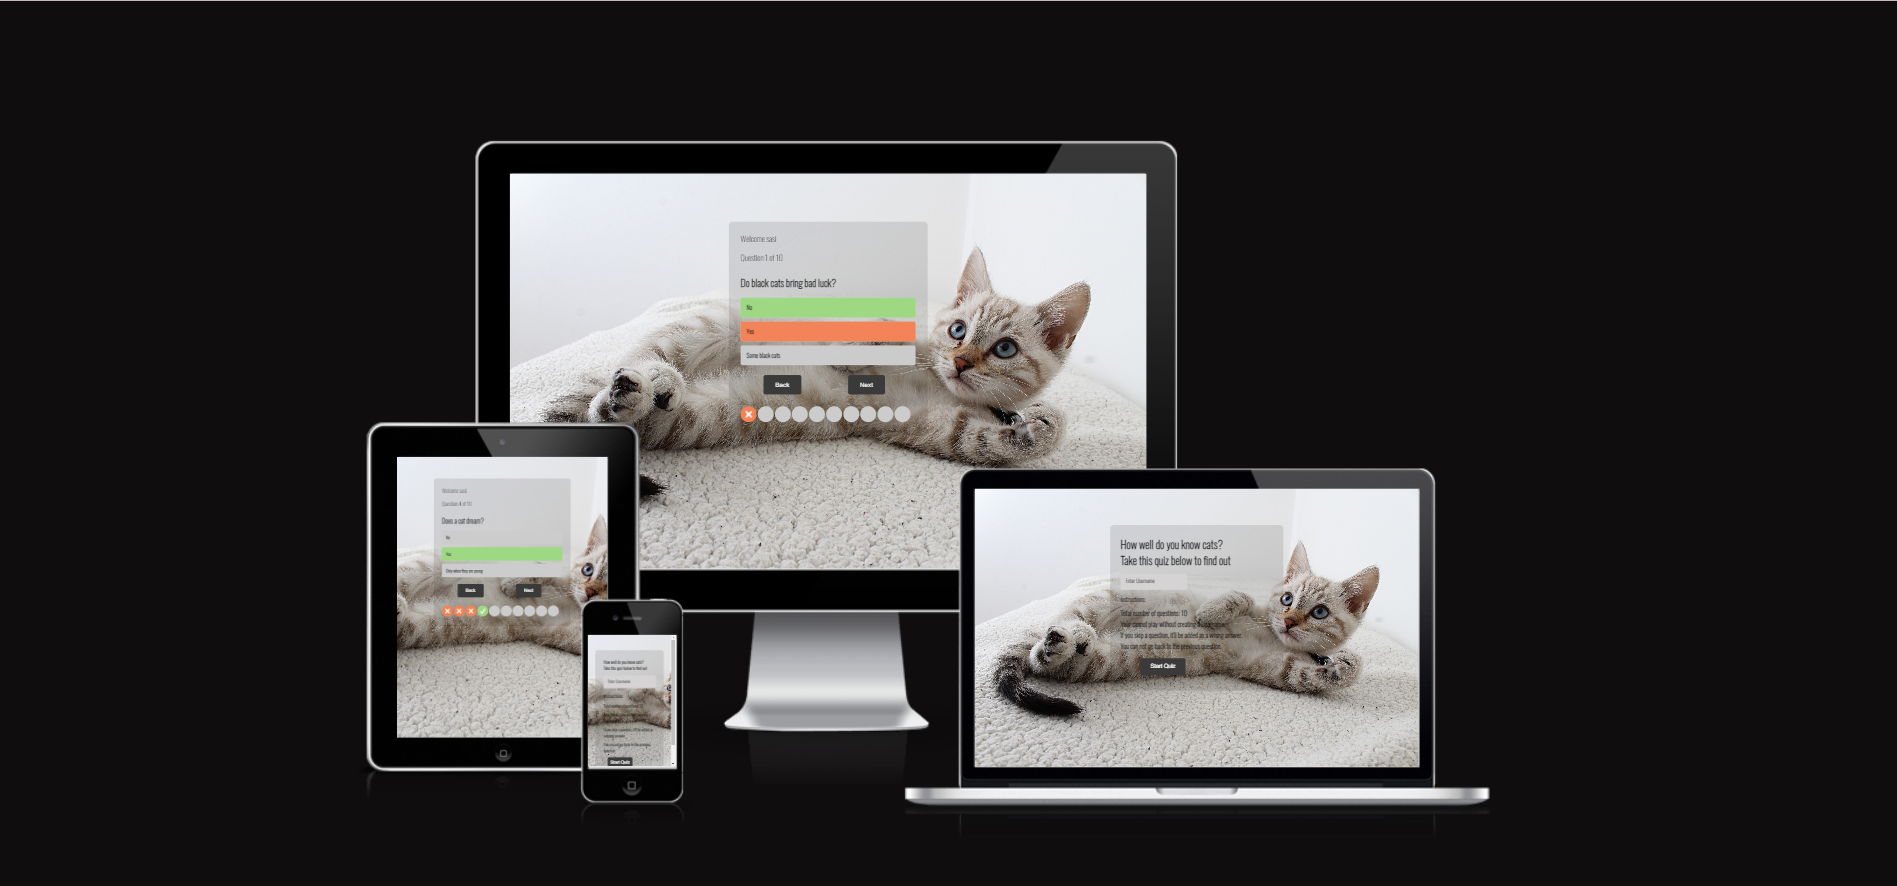 Welcome sasi
Question 1 of 10
Do black cats bring bad luck?
No
Yes
Some black cats
Back
Next
Welcome sasi
Question 4 of 10
Does a cat dream?
No
Yes
Only when they are young
Back
Next
How well do you know cats?
Take this quiz below to find out
Enter Username
Start Quiz
How well do you know cats?
Take this quiz below to find out
Enter Username
instructions:
Total number of questions: 10
You cannot play without creating a username.
If you skip a question, it'll be added as a wrong answer.
You can not go back to the previous question.
Start Quiz